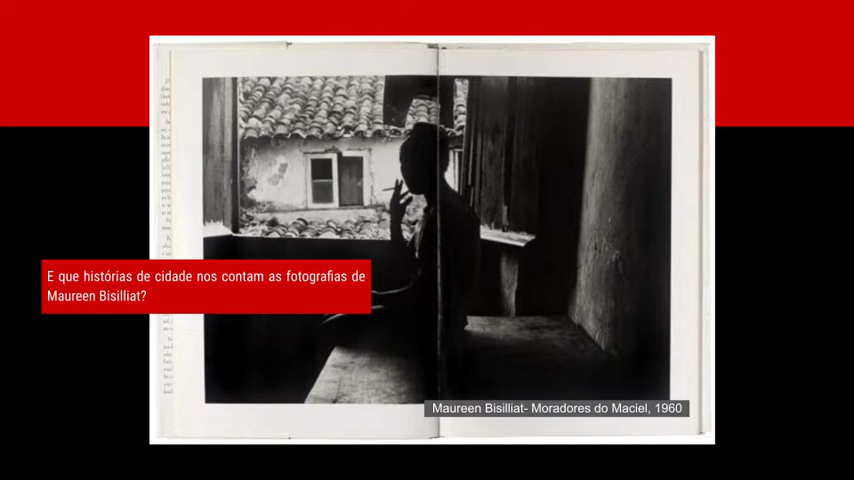 E que histórias de cidade nos contam as fotografias de
Maureen Bisilliat?
Maureen Bisilliat- Moradores do Maciel, 1960